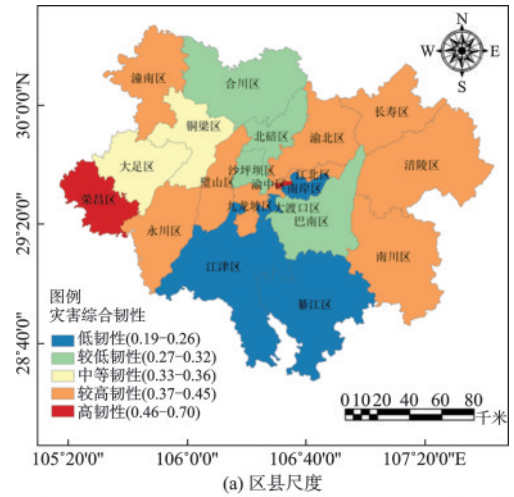 N
W E
S
30°0'0"N
29°20'0"
28°40'0"
潼南区
合川区
长寿区
铜梁区
北碚区
渝北区
涪陵区
大足区
沙坪坝区
江北区
璧山区
渝中区
南岸区
荣昌区
九龙坡区
大渡口区
永川区
巴南区
江津区
南川区
綦江区
图例
灾害综合韧性
低韧性(0.19-0.26)
较低韧性(0.27-0.32)
中等韧性(0.33-0.36)
较高韧性(0.37-0.45)
高韧性(0.46-0.70)
0 10 20 40 60 80
千米
105°20'0"E
106°0'0"
106°40'0"
107°20'0"E
(a) 区县尺度